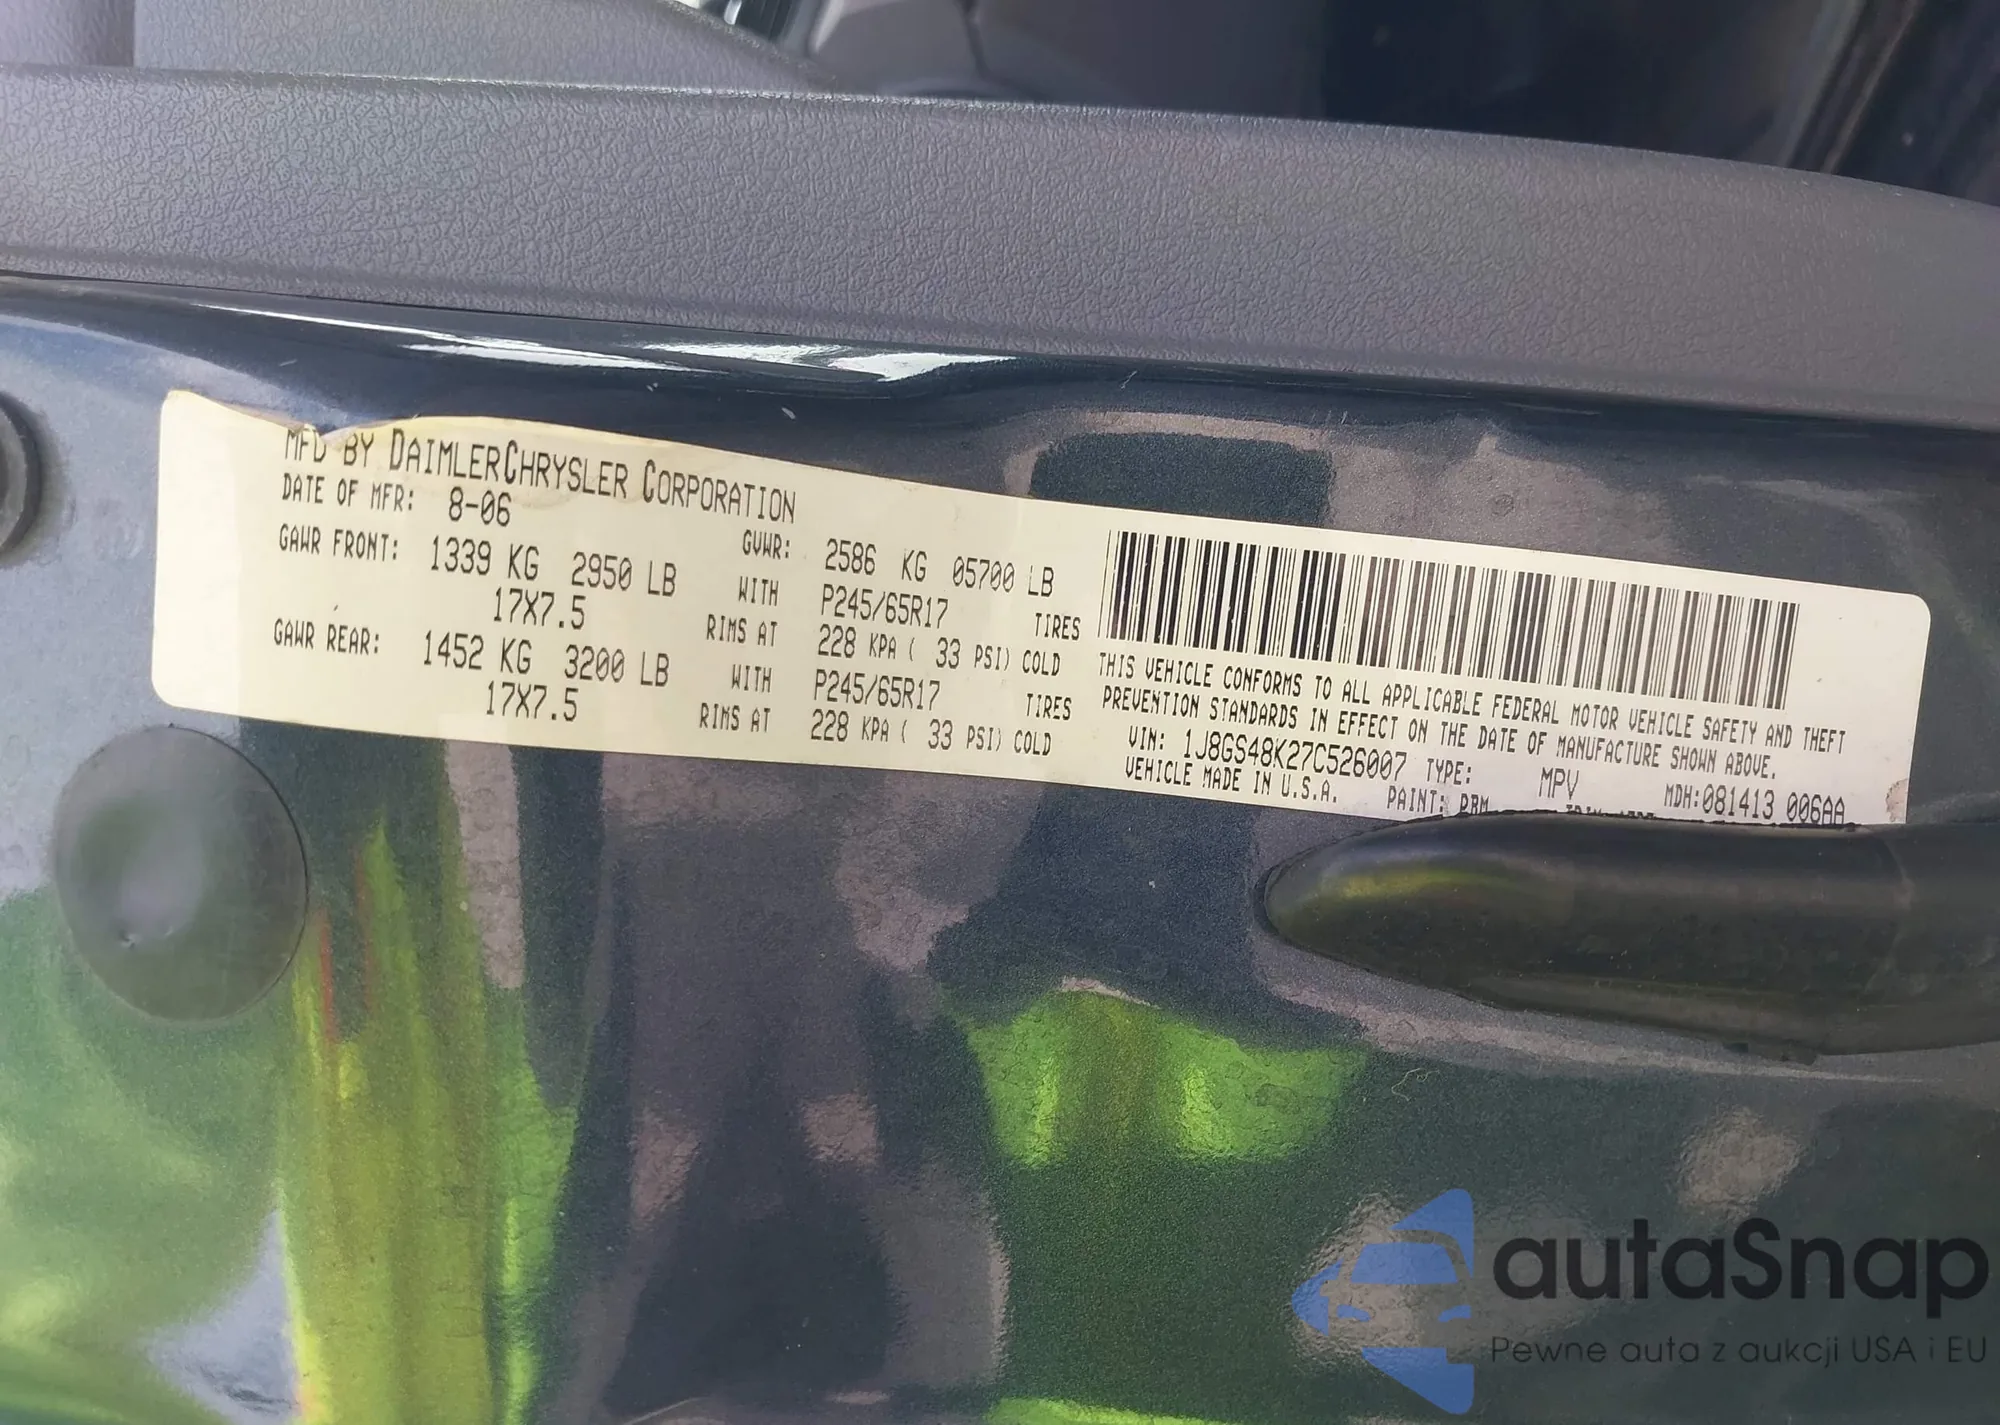 MFD BY DAIMLERCHRYSLER CORPORATION
DATE OF MFR: 8-06 GVWR: 2586 KG 05700 LB
GAWR FRONT: 1339 KG 2950 LB WITH P245/65R17 TIRES
17X7.5 RIMS AT 228 KPA ( 33 PSI) COLD
GAWR REAR: 1452 KG 3200 LB WITH P245/65R17 TIRES
17X7.5 RIMS AT 228 KPA ( 33 PSI) COLD
THIS VEHICLE CONFORMS TO ALL APPLICABLE FEDERAL MOTOR VEHICLE SAFETY AND THEFT
PREVENTION STANDARDS IN EFFECT ON THE DATE OF MANUFACTURE SHOWN ABOVE.
VIN: 1J8GS48K27C526007 TYPE: MPV MDH:081413 006AA
VEHICLE MADE IN U.S.A. PAINT:
autaSnap
Pewne auta z aukcji USA i EU